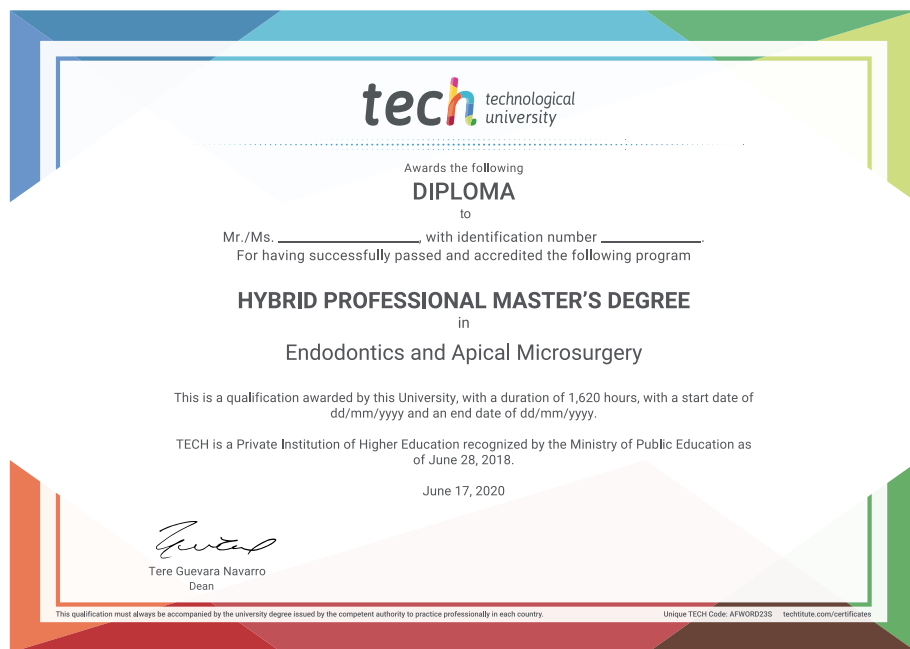 tech technological
university
Awards the following
DIPLOMA
to
Mr./Ms. ____________________, with identification number ______________.
For having successfully passed and accredited the following program
HYBRID PROFESSIONAL MASTER'S DEGREE
in
Endodontics and Apical Microsurgery
This is a qualification awarded by this University, with a duration of 1,620 hours, with a start date of
dd/mm/yyyy and an end date of dd/mm/yyyy.
TECH is a Private Institution of Higher Education recognized by the Ministry of Public Education as
of June 28, 2018.
June 17, 2020
Tere Guevara Navarro
Dean
This qualification must always be accompanied by the university degree issued by the competent authority to practice professionally in each country. Unique TECH Code: AFWORD23S techtitute.com/certificates